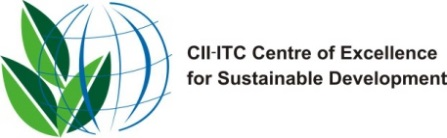 CII-ITC Centre of Excellence
for Sustainable Development